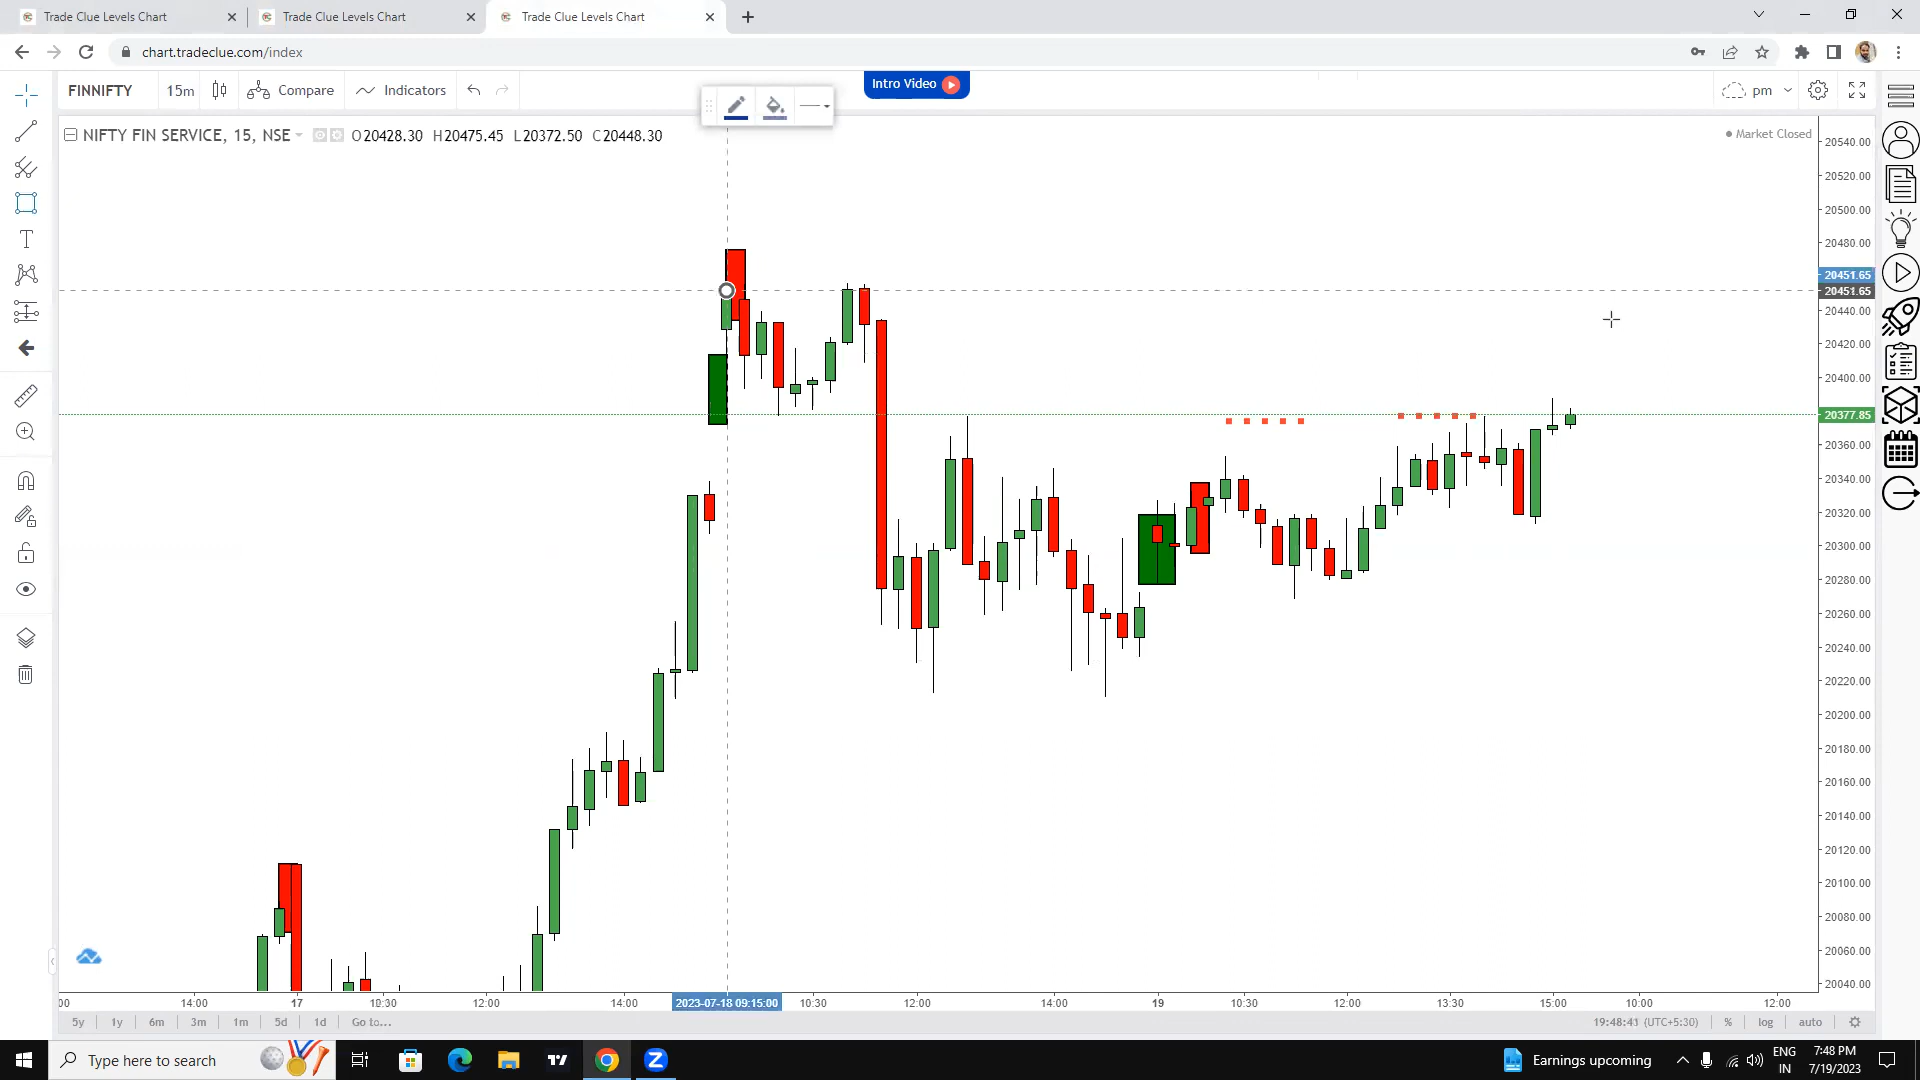 Trade Clue Levels Chart
Trade Clue Levels Chart
Trade Clue Levels Chart
chart.tradeclue.com/index
FINNIFTY 15m Compare Indicators
Intro Video
pm
NIFTY FIN SERVICE, 15, NSE O20428.30 H20475.45 L20372.50 C20448.30
Market Closed
20540.00
20520.00
20500.00
20480.00
20451.65
20451.65
20440.00
20420.00
20400.00
20377.85
20360.00
20340.00
20320.00
20300.00
20280.00
20260.00
20240.00
20220.00
20200.00
20180.00
20160.00
20140.00
20120.00
20100.00
20080.00
20060.00
20040.00
:00 14:00 17 10:30 12:00 14:00 2023-07-18 09:15:00 10:30 12:00 14:00 19 10:30 12:00 13:30 15:00 10:00 12:00
5y 1y 6m 3m 1m 5d 1d Go to... 19:48:43 (UTC+5:30) % log auto
T
Type here to search
Earnings upcoming
ENG
IN
7:48 PM
7/19/2023